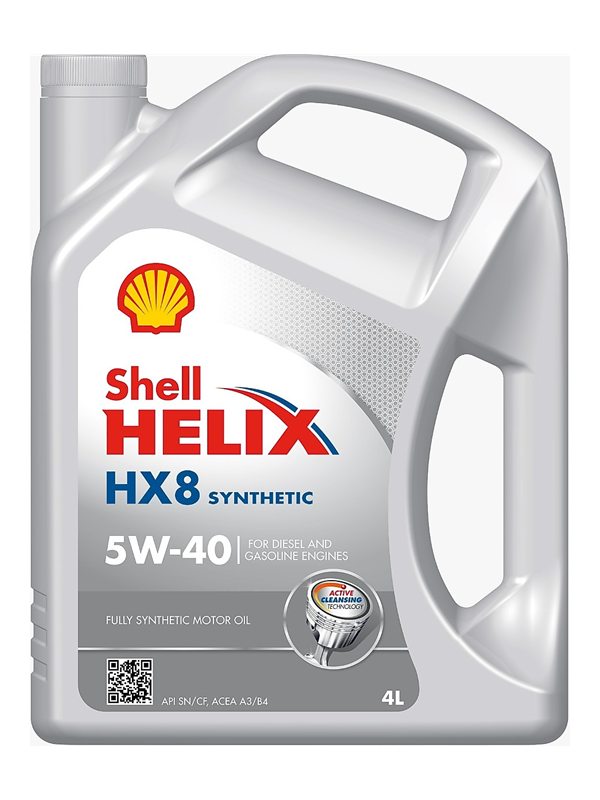 Shell
HELIX
HX8 SYNTHETIC
5W-40
FOR DIESEL AND
GASOLINE ENGINES
ACTIVE
CLEANSING
TECHNOLOGY
FULLY SYNTHETIC MOTOR OIL
API SN/CF, ACEA A3/B4
4L